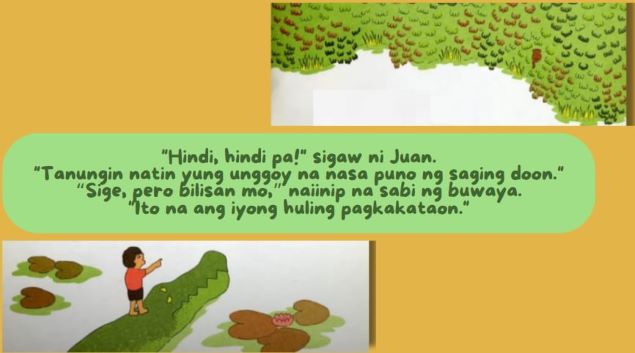 "Hindi, hindi pa!" sigaw ni Juan.
"Tanungin natin yung unggoy na nasa puno ng saging doon."
“Sige, pero bilisan mo,” naiinip na sabi ng buwaya.
"Ito na ang iyong huling pagkakataon."